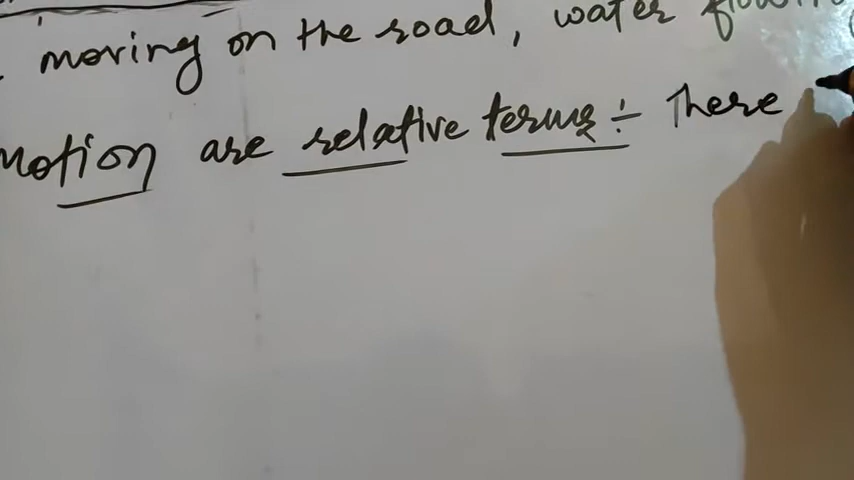 moving on the road, water
motion are relative terms ÷ There